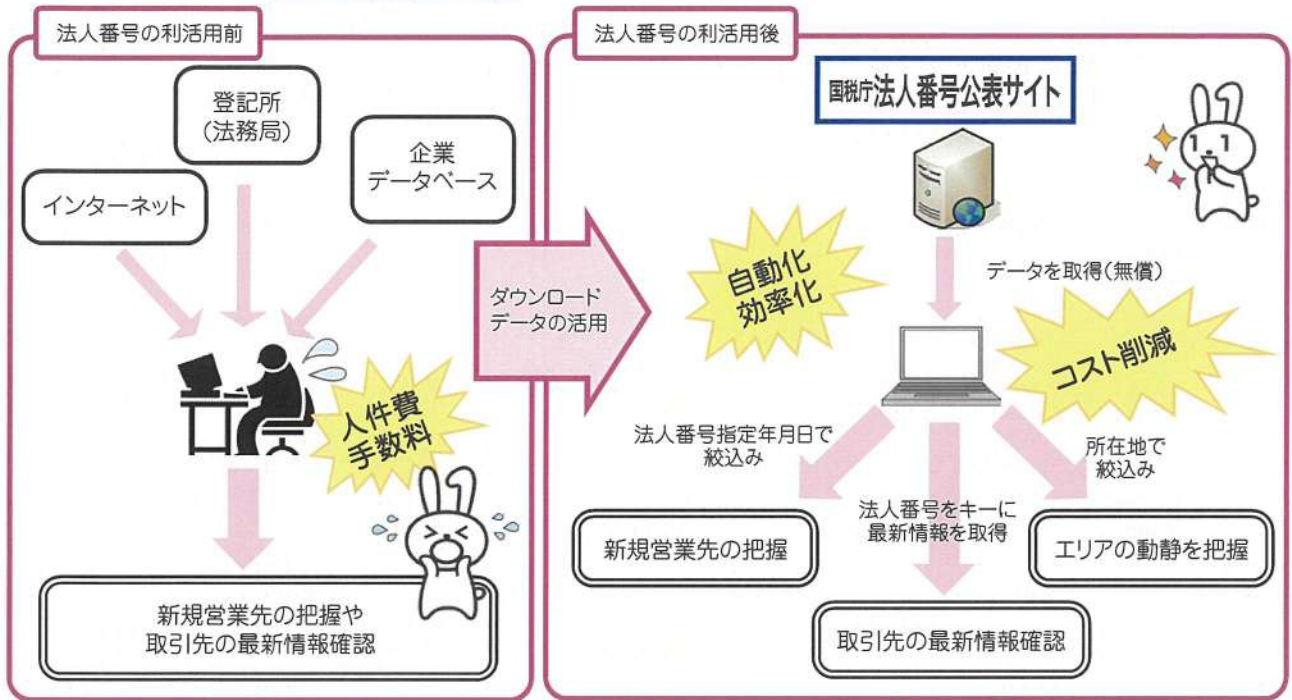 法人番号の利活用前
登記所
(法務局)
企業
データベース
インターネット
人件費
手数料
新規営業先の把握や
取引先の最新情報確認
ダウンロード
データの活用
法人番号の利活用後
国税庁法人番号公表サイト
自動化
効率化
データを取得(無償)
コスト削減
法人番号指定年月日で
絞込み
所在地で
絞込み
法人番号をキーに
最新情報を取得
新規営業先の把握
エリアの動静を把握
取引先の最新情報確認